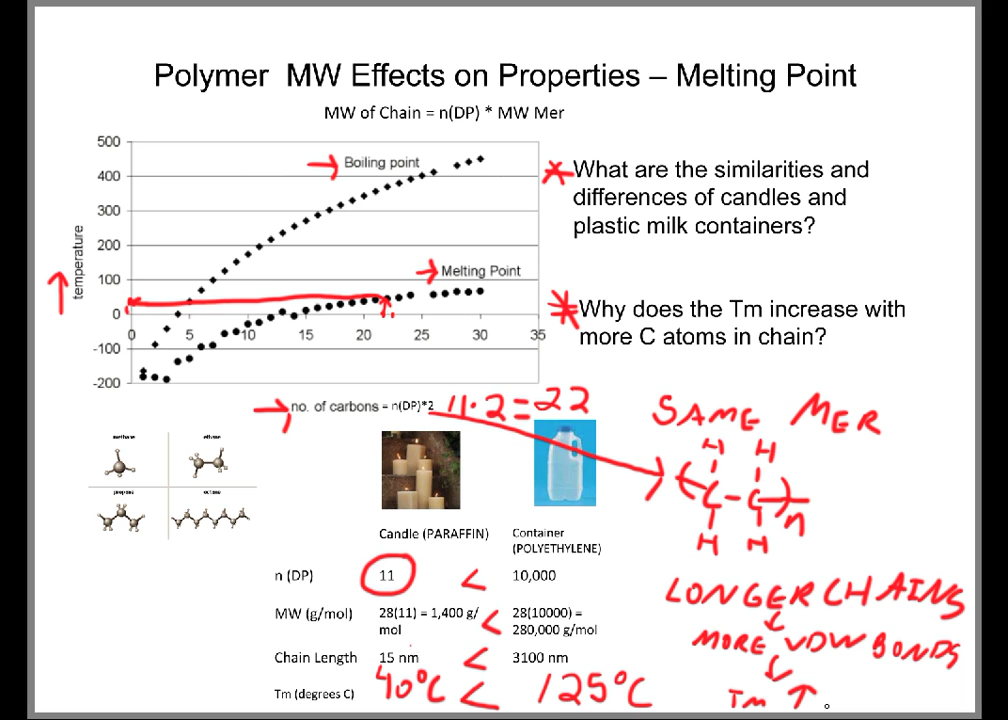 Polymer MW Effects on Properties – Melting Point
MW of Chain = n(DP) * MW Mer
500
400
300
200
100
0
-100
-200
temperature
Boiling point
Melting Point
0 5 10 15 20 25 30 35
no. of carbons = n(DP)*2
11·2=22
What are the similarities and
differences of candles and
plastic milk containers?
Why does the Tm increase with
more C atoms in chain?
SAME MER
H H
( C - C ) n
H H
methane
ethane
propane
octane
Candle (PARAFFIN)
Container
(POLYETHYLENE)
n (DP) 11 < 10,000
MW (g/mol) 28(11) = 1,400 g/
mol < 28(10000) =
280,000 g/mol
Chain Length 15 nm < 3100 nm
Tm (degrees C) 40°C < 125°C
LONGER CHAINS
↓
MORE VDW BONDS
↓
Tm ↑